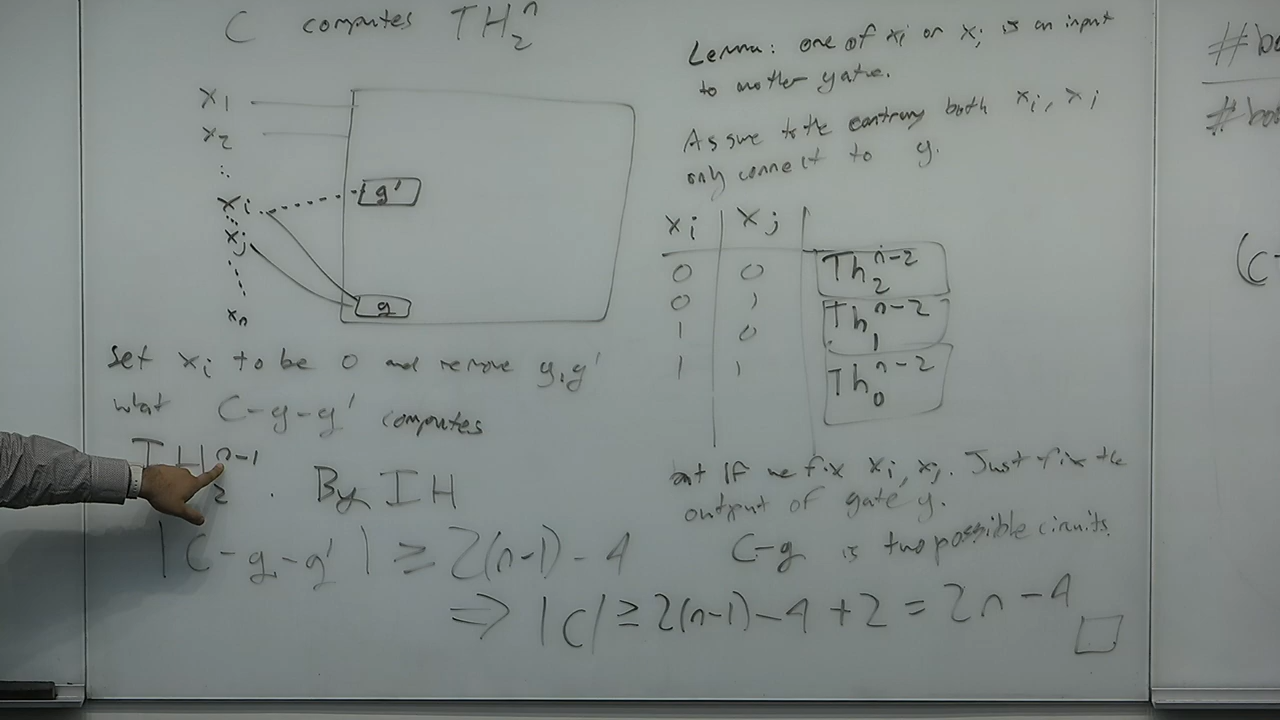 C computes TH₂ⁿ
x₁
x₂
:
xᵢ
xⱼ
xₙ
g'
g
Set xᵢ to be 0 and remove g, g'
what C-g-g' computes
TH₂ⁿ⁻¹. By IH
|C-g-g'| ≥ 2(n-1)-4
⇒ |C| ≥ 2(n-1)-4+2 = 2n-4
Lemma: one of xᵢ or xⱼ is an input
to another gate.
Assume to the contrary both xᵢ, xⱼ
only connect to g.
xᵢ xⱼ
0 0 Th₂ⁿ⁻²
0 1 Th₁ⁿ⁻²
1 0
1 1 Th₀ⁿ⁻²
but if we fix xᵢ, xⱼ. Just fix the
output of gate g.
C-g is two possible circuits.
#bo
#bo
(C-